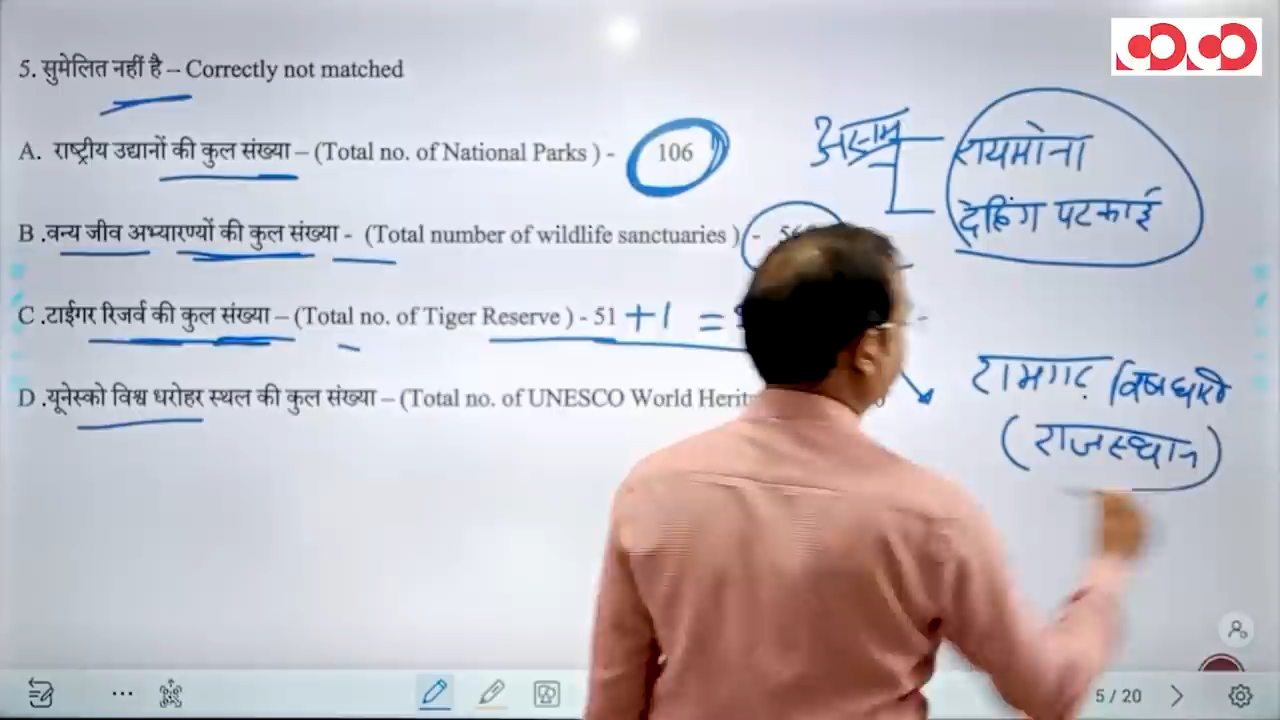 5. सुमेलित नहीं है – Correctly not matched
A. राष्ट्रीय उद्यानों की कुल संख्या – (Total no. of National Parks ) - 106
B .वन्य जीव अभ्यारण्यों की कुल संख्या - (Total number of wildlife sanctuaries ) -
C .टाईगर रिजर्व की कुल संख्या – (Total no. of Tiger Reserve ) - 51 +1 =
D .यूनेस्को विश्व धरोहर स्थल की कुल संख्या – (Total no. of UNESCO World
असाम
रायमोना
देहिंग पटकाई
रामगढ़ विषधारी
(राजस्थान)
5 / 20